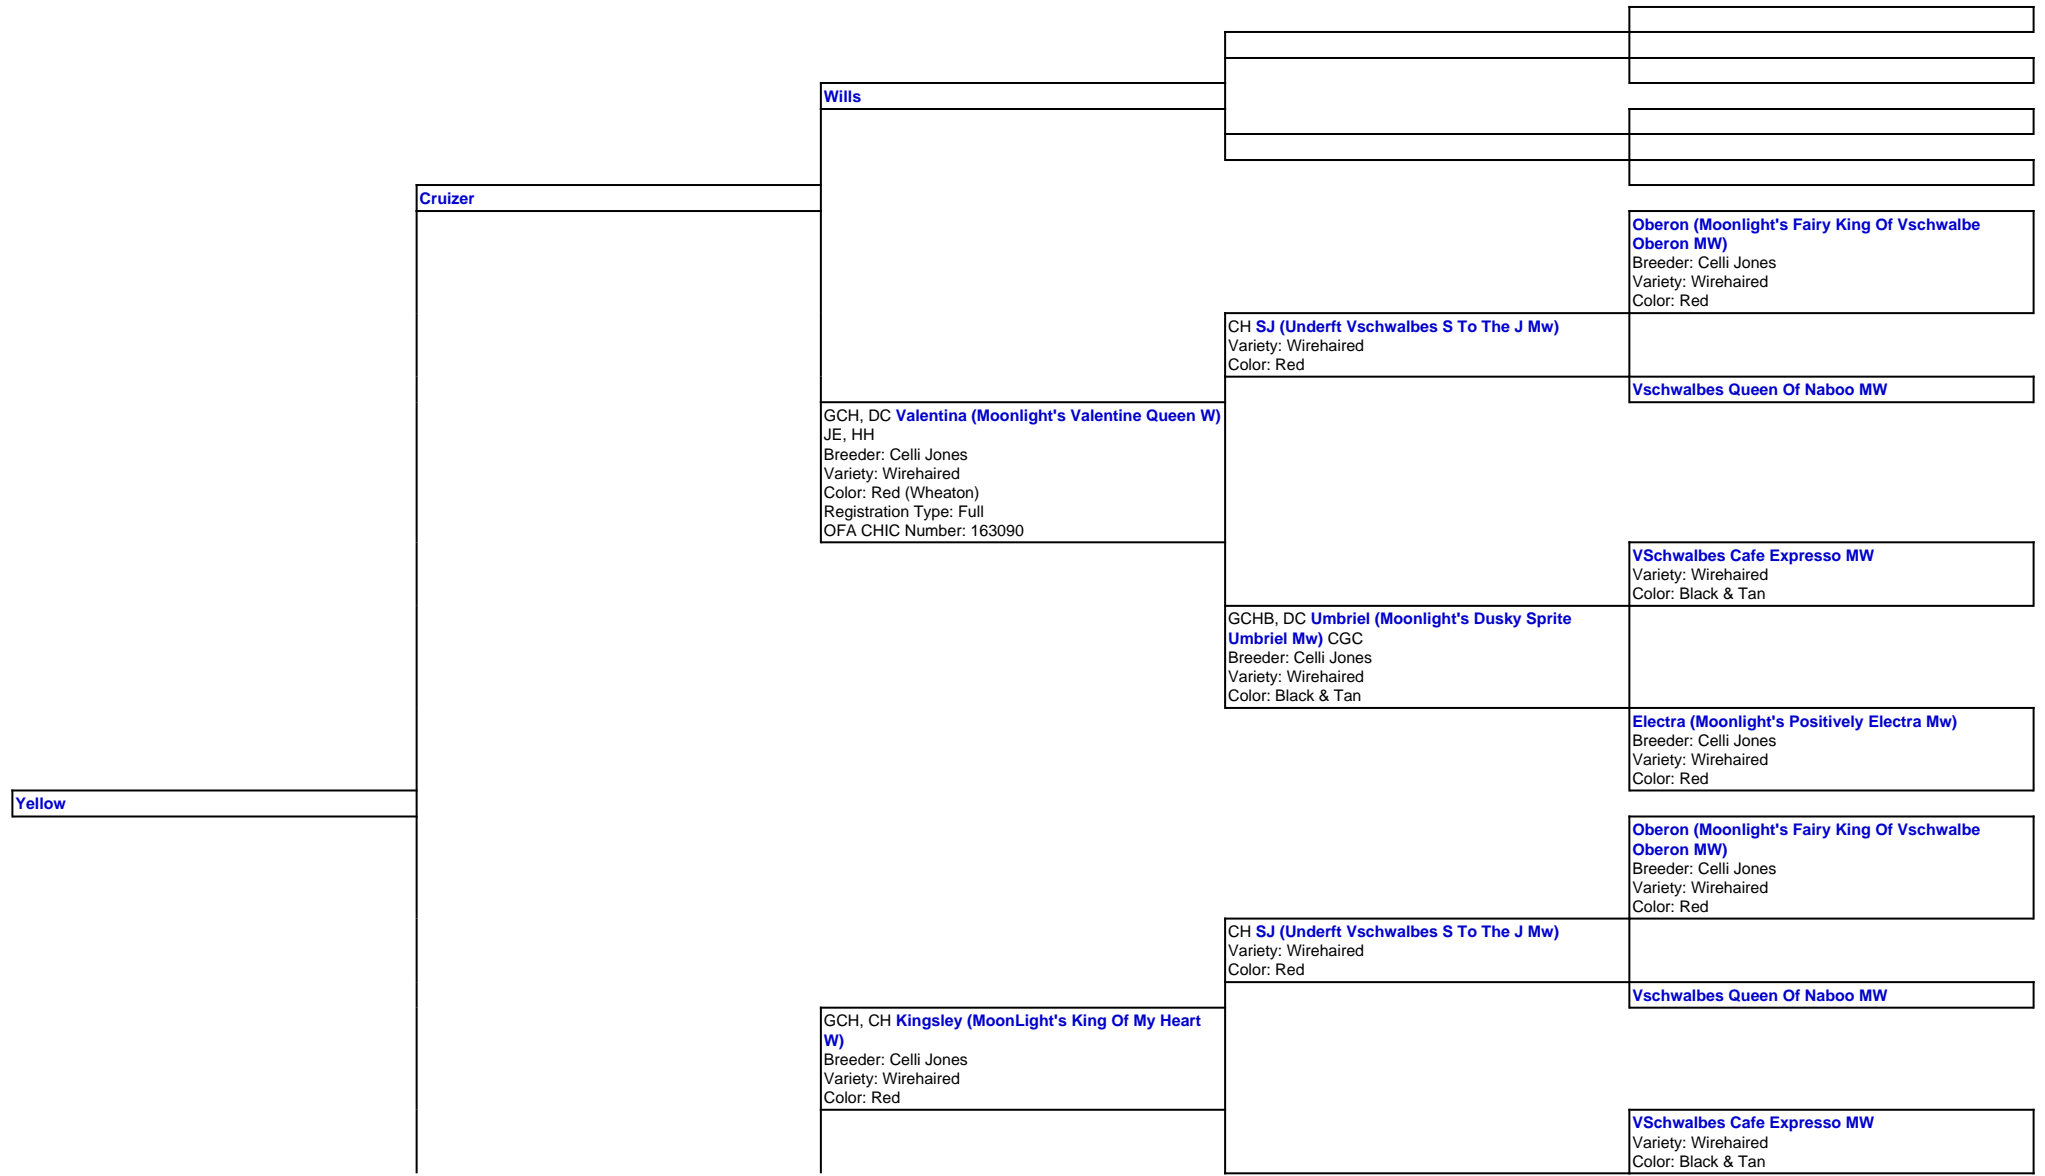 Wills
Cruizer
Oberon (Moonlight's Fairy King Of Vschwalbe
Oberon MW)
Breeder: Celli Jones
Variety: Wirehaired
Color: Red
CH SJ (Underft Vschwalbes S To The J Mw)
Variety: Wirehaired
Color: Red
Vschwalbes Queen Of Naboo MW
GCH, DC Valentina (Moonlight's Valentine Queen W)
JE, HH
Breeder: Celli Jones
Variety: Wirehaired
Color: Red (Wheaton)
Registration Type: Full
OFA CHIC Number: 163090
VSchwalbes Cafe Expresso MW
Variety: Wirehaired
Color: Black & Tan
GCHB, DC Umbriel (Moonlight's Dusky Sprite
Umbriel Mw) CGC
Breeder: Celli Jones
Variety: Wirehaired
Color: Black & Tan
Electra (Moonlight's Positively Electra Mw)
Breeder: Celli Jones
Variety: Wirehaired
Color: Red
Yellow
Oberon (Moonlight's Fairy King Of Vschwalbe
Oberon MW)
Breeder: Celli Jones
Variety: Wirehaired
Color: Red
CH SJ (Underft Vschwalbes S To The J Mw)
Variety: Wirehaired
Color: Red
Vschwalbes Queen Of Naboo MW
GCH, CH Kingsley (MoonLight's King Of My Heart
W)
Breeder: Celli Jones
Variety: Wirehaired
Color: Red
VSchwalbes Cafe Expresso MW
Variety: Wirehaired
Color: Black & Tan